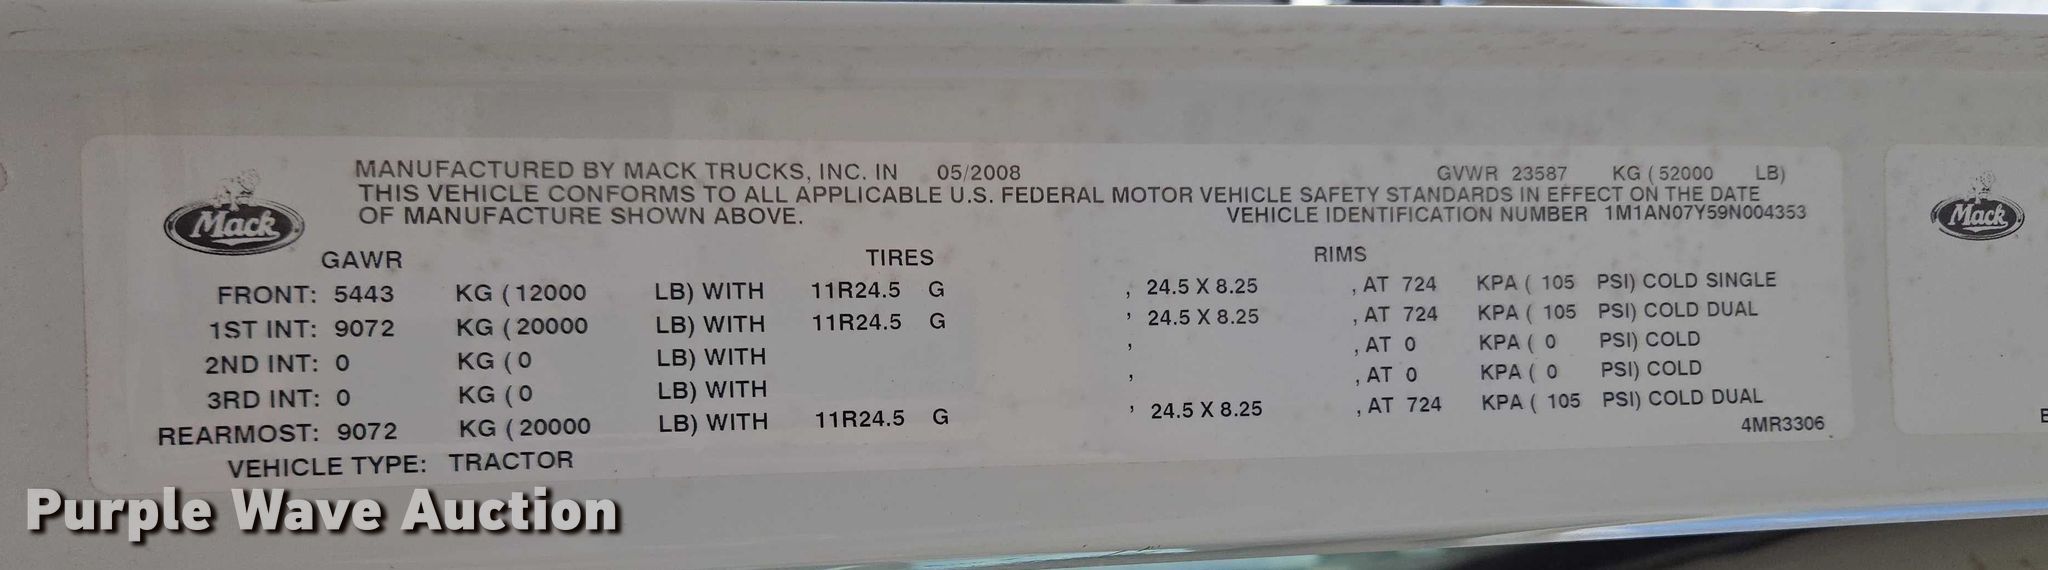 MANUFACTURED BY MACK TRUCKS, INC. IN 05/2008 GVWR 23587 KG (52000 LB)
THIS VEHICLE CONFORMS TO ALL APPLICABLE U.S. FEDERAL MOTOR VEHICLE SAFETY STANDARDS IN EFFECT ON THE DATE
OF MANUFACTURE SHOWN ABOVE. VEHICLE IDENTIFICATION NUMBER 1M1AN07Y59N004353
Mack
GAWR TIRES RIMS
FRONT: 5443 KG (12000 LB) WITH 11R24.5 G , 24.5 X 8.25 , AT 724 KPA ( 105 PSI) COLD SINGLE
1ST INT: 9072 KG (20000 LB) WITH 11R24.5 G , 24.5 X 8.25 , AT 724 KPA ( 105 PSI) COLD DUAL
2ND INT: 0 KG (0 LB) WITH , , AT 0 KPA ( 0 PSI) COLD
3RD INT: 0 KG (0 LB) WITH , , AT 0 KPA ( 0 PSI) COLD
REARMOST: 9072 KG (20000 LB) WITH 11R24.5 G , 24.5 X 8.25 , AT 724 KPA ( 105 PSI) COLD DUAL
4MR3306
VEHICLE TYPE: TRACTOR
Mack
Purple Wave Auction